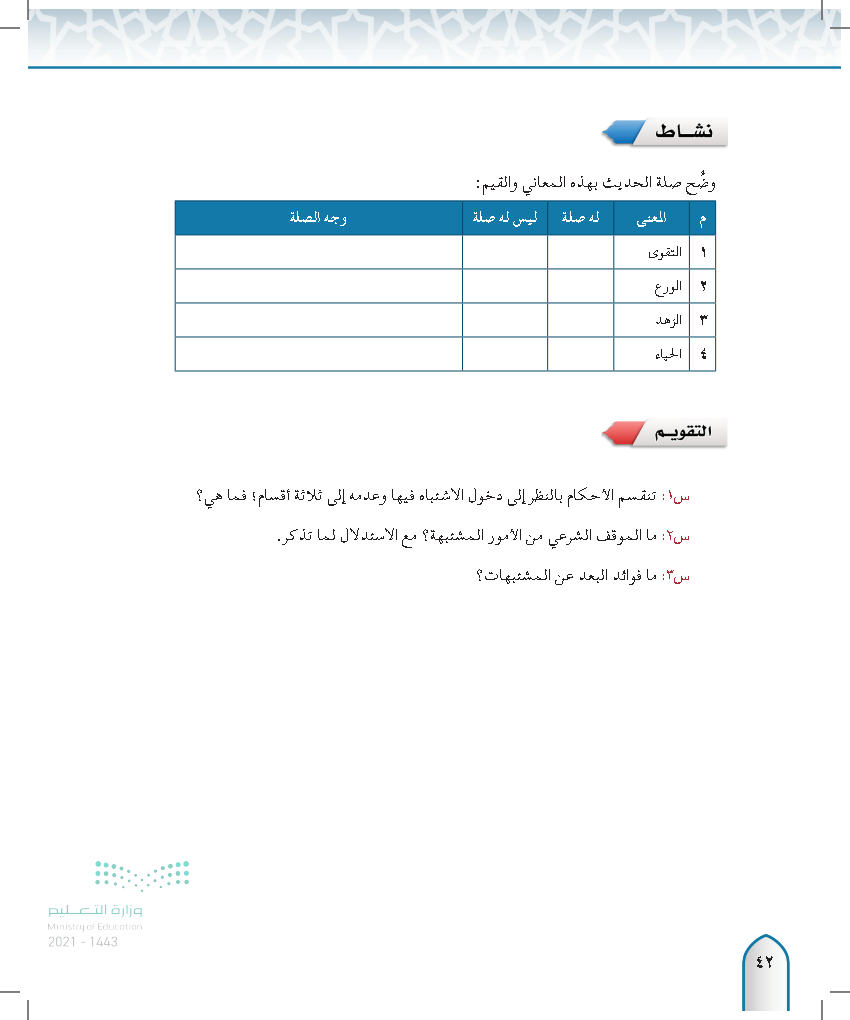 نشـاط
وضِّح صلة الحديث بهذه المعاني والقيم:
م المعنى له صلة ليس له صلة وجه الصلة
١ التقوى
٢ الورع
٣ الزهد
٤ الحياء
التقويـم
س١: تنقسم الأحكام بالنظر إلى دخول الاشتباه فيها وعدمه إلى ثلاثة أقسام؛ فما هي؟
س٢: ما الموقف الشرعي من الأمور المشتبهة؟ مع الاستدلال لما تذكر.
س٣: ما فوائد البعد عن المشتبهات؟
وزارة التعـليم
Ministry of Education
2021 - 1443
٤٢